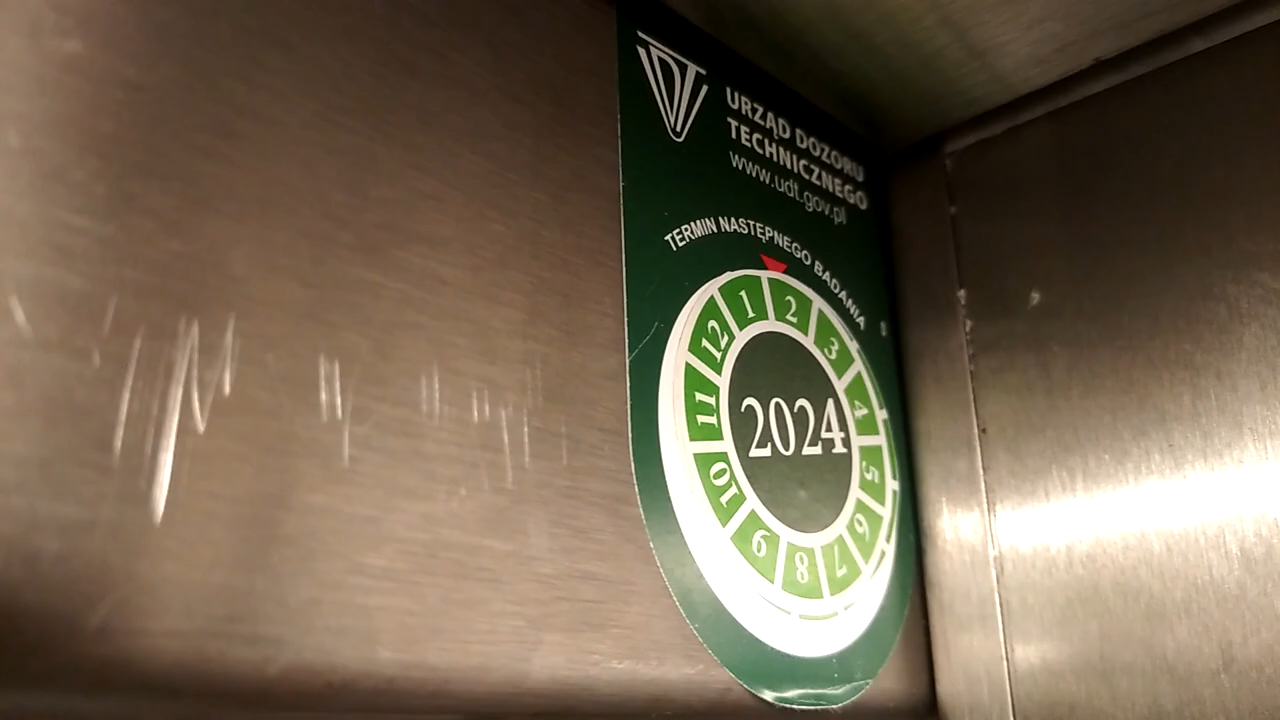 UDT
URZĄD DOZORU
TECHNICZNEGO
www.udt.gov.pl
TERMIN NASTĘPNEGO BADANIA
1 2 3 4 5 6 7 8 9 10 11 12
2024